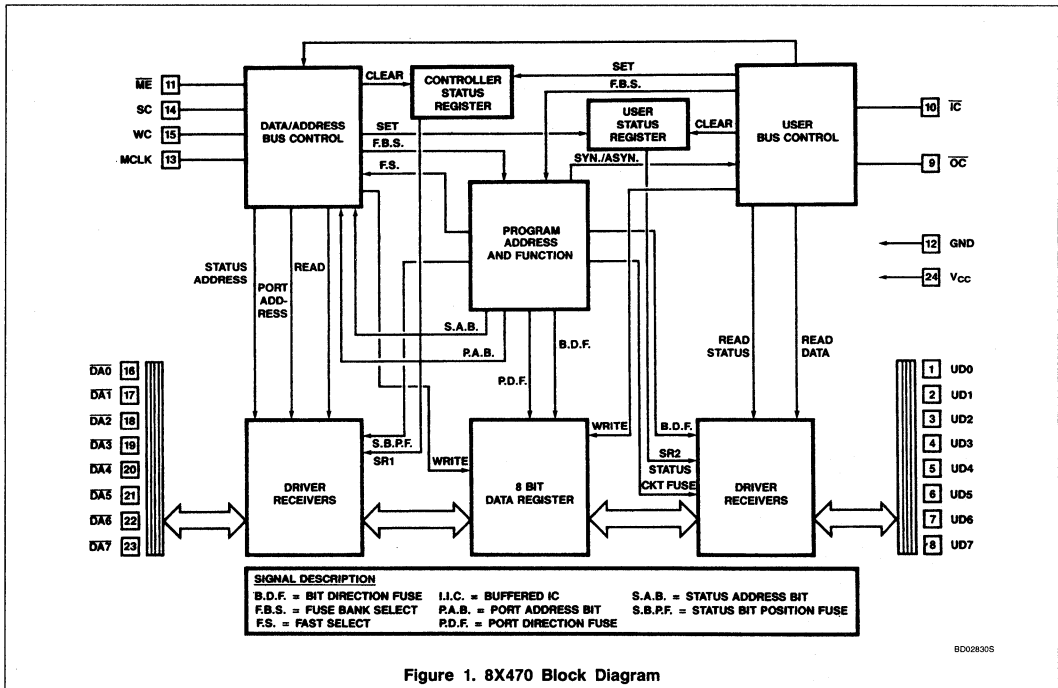 ME 11
SC 14
WC 15
MCLK 13
DATA/ADDRESS
BUS CONTROL
CLEAR
CONTROLLER
STATUS
REGISTER
SET
F.B.S.
USER
STATUS
REGISTER
CLEAR
USER
BUS CONTROL
10 IC
9 OC
SET
F.B.S.
F.S.
SYN./ASYN.
PROGRAM
ADDRESS
AND FUNCTION
12 GND
24 VCC
STATUS
ADDRESS
PORT
ADD-
RESS
READ
S.A.B.
P.A.B.
P.D.F.
B.D.F.
READ
STATUS
READ
DATA
DA0 16
DA1 17
DA2 18
DA3 19
DA4 20
DA5 21
DA6 22
DA7 23
DRIVER
RECEIVERS
S.B.P.F.
SR1
WRITE
8 BIT
DATA REGISTER
WRITE
B.D.F.
SR2
STATUS
CKT FUSE
DRIVER
RECEIVERS
1 UD0
2 UD1
3 UD2
4 UD3
5 UD4
6 UD5
7 UD6
8 UD7
SIGNAL DESCRIPTION
B.D.F. = BIT DIRECTION FUSE I.I.C. = BUFFERED IC S.A.B. = STATUS ADDRESS BIT
F.B.S. = FUSE BANK SELECT P.A.B. = PORT ADDRESS BIT S.B.P.F. = STATUS BIT POSITION FUSE
F.S. = FAST SELECT P.D.F. = PORT DIRECTION FUSE
BD02830S
Figure 1. 8X470 Block Diagram